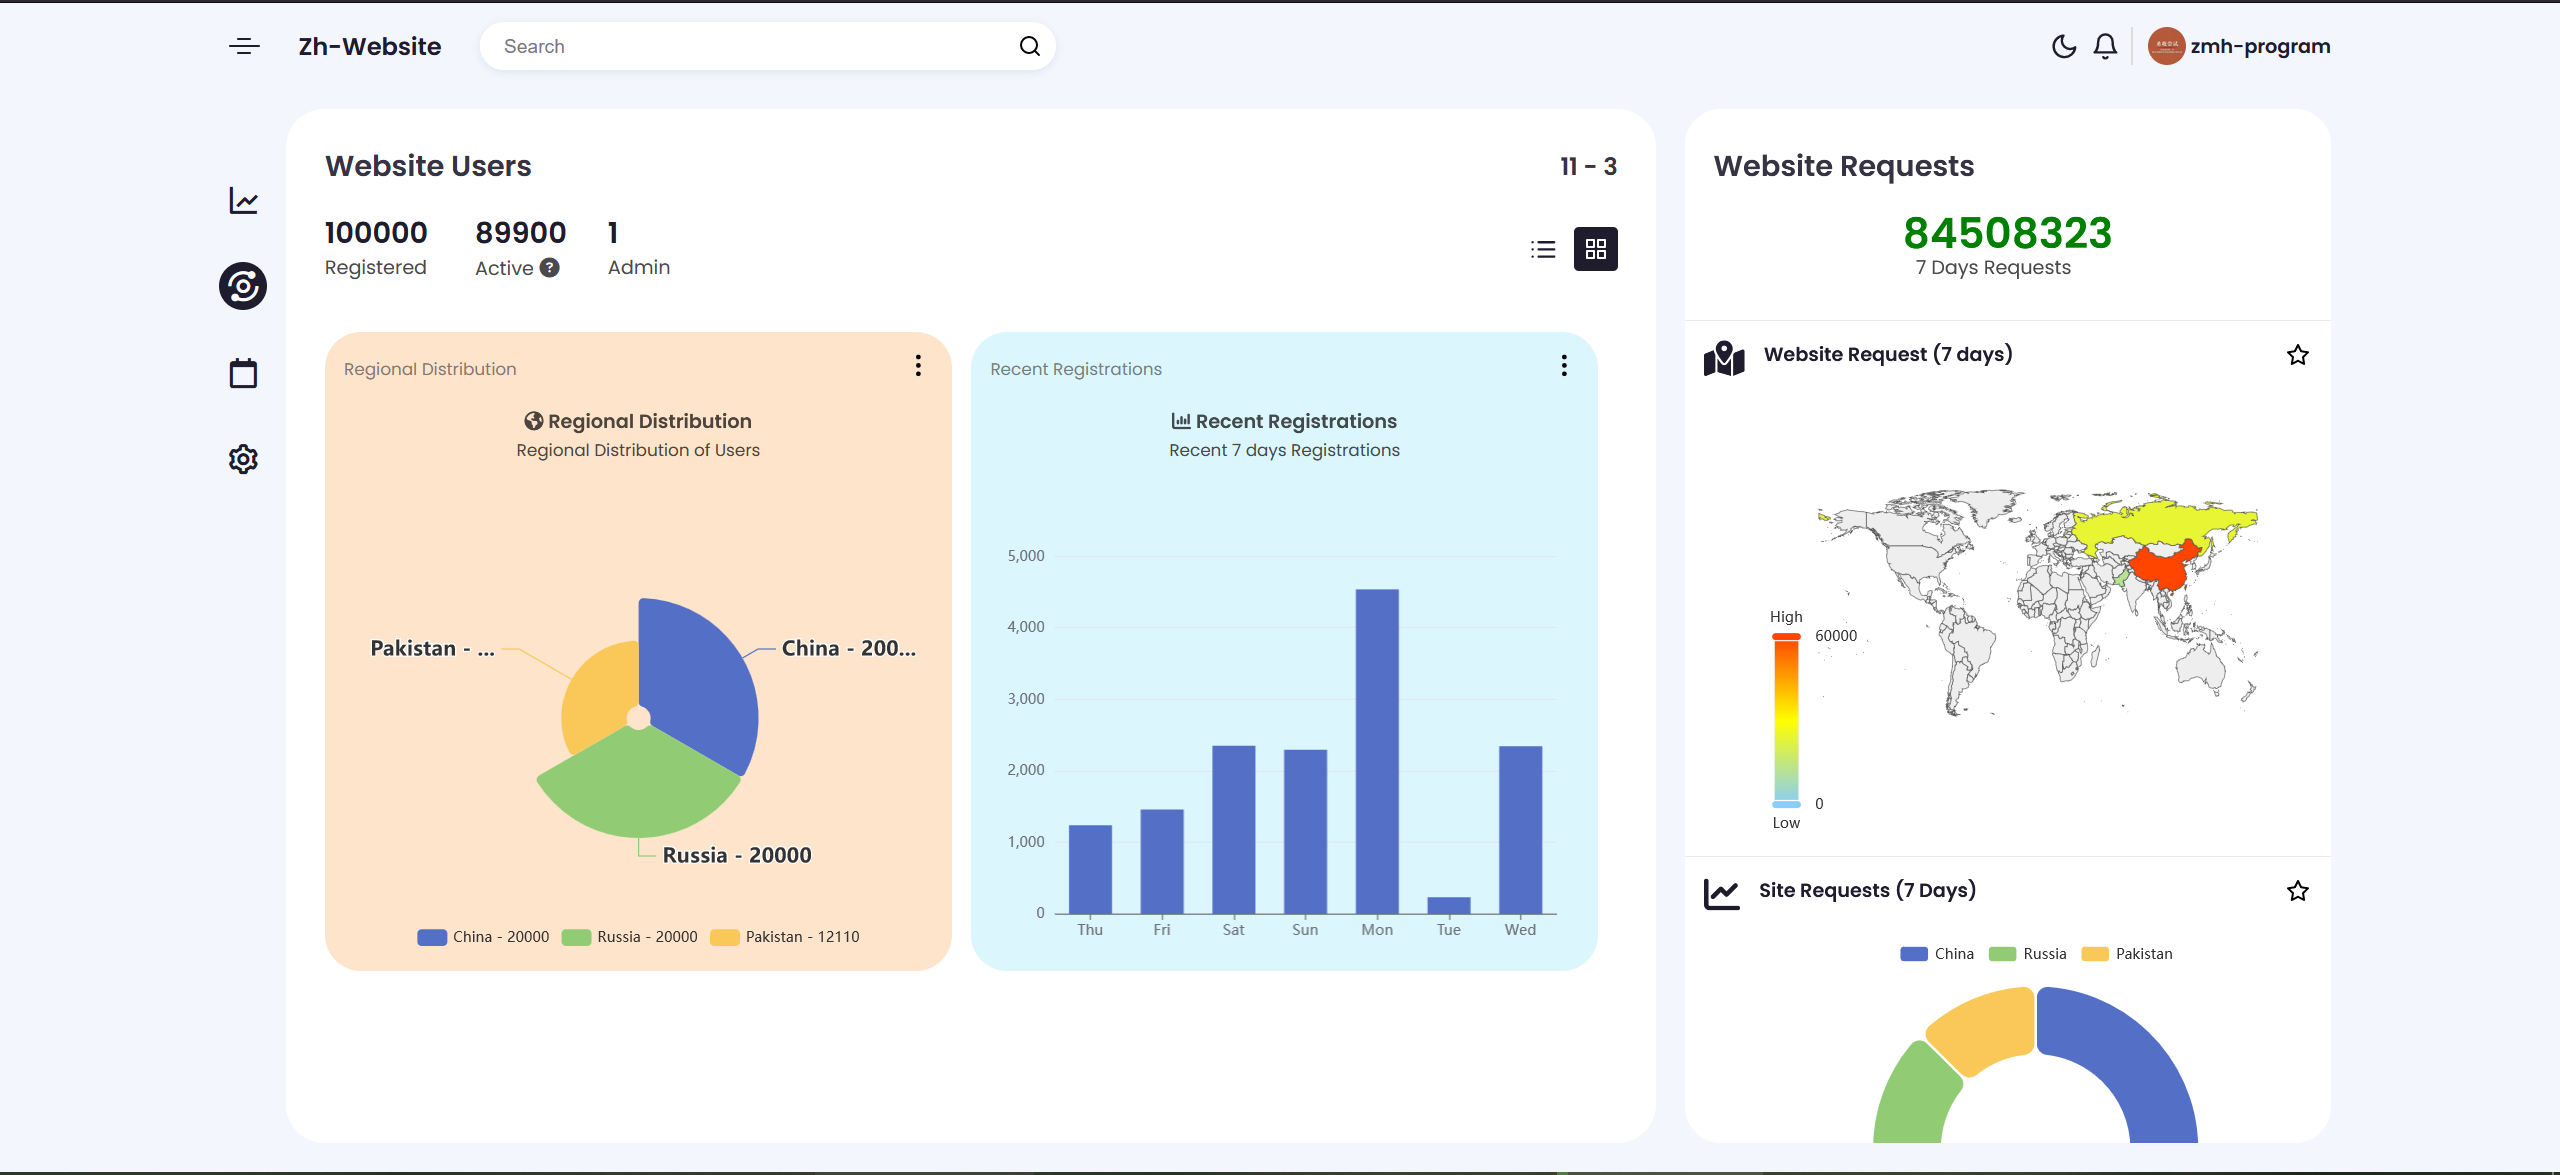 Zh-Website
Search
zmh-program
Website Users
11 - 3
100000
Registered
89900
Active ?
1
Admin
Regional Distribution
Regional Distribution
Regional Distribution of Users
Pakistan - ...
China - 200...
Russia - 20000
China - 20000
Russia - 20000
Pakistan - 12110
Recent Registrations
Recent Registrations
Recent 7 days Registrations
5,000
4,000
3,000
2,000
1,000
0
Thu
Fri
Sat
Sun
Mon
Tue
Wed
Website Requests
84508323
7 Days Requests
Website Request (7 days)
High
60000
0
Low
Site Requests (7 Days)
China
Russia
Pakistan